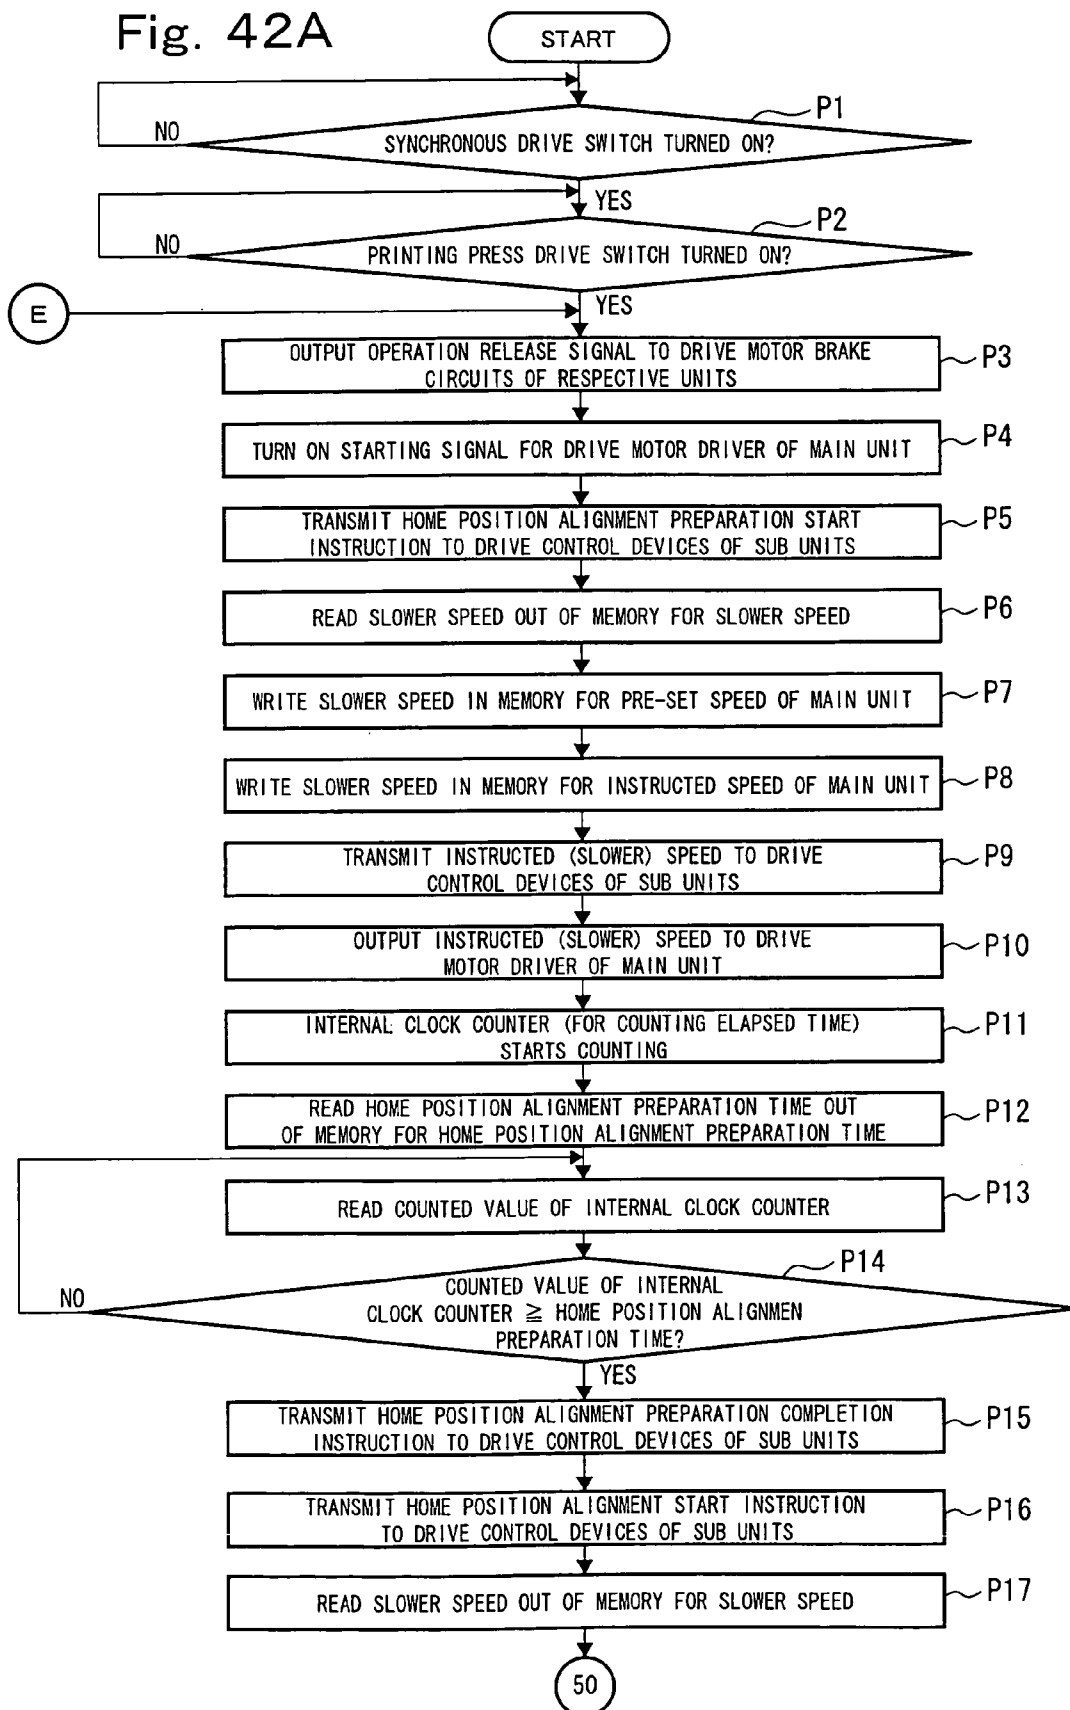 Fig. 42A
START
P1
NO
SYNCHRONOUS DRIVE SWITCH TURNED ON?
YES
P2
NO
PRINTING PRESS DRIVE SWITCH TURNED ON?
E
YES
OUTPUT OPERATION RELEASE SIGNAL TO DRIVE MOTOR BRAKE
CIRCUITS OF RESPECTIVE UNITS
P3
TURN ON STARTING SIGNAL FOR DRIVE MOTOR DRIVER OF MAIN UNIT
P4
TRANSMIT HOME POSITION ALIGNMENT PREPARATION START
INSTRUCTION TO DRIVE CONTROL DEVICES OF SUB UNITS
P5
READ SLOWER SPEED OUT OF MEMORY FOR SLOWER SPEED
P6
WRITE SLOWER SPEED IN MEMORY FOR PRE-SET SPEED OF MAIN UNIT
P7
WRITE SLOWER SPEED IN MEMORY FOR INSTRUCTED SPEED OF MAIN UNIT
P8
TRANSMIT INSTRUCTED (SLOWER) SPEED TO DRIVE
CONTROL DEVICES OF SUB UNITS
P9
OUTPUT INSTRUCTED (SLOWER) SPEED TO DRIVE
MOTOR DRIVER OF MAIN UNIT
P10
INTERNAL CLOCK COUNTER (FOR COUNTING ELAPSED TIME)
STARTS COUNTING
P11
READ HOME POSITION ALIGNMENT PREPARATION TIME OUT
OF MEMORY FOR HOME POSITION ALIGNMENT PREPARATION TIME
P12
READ COUNTED VALUE OF INTERNAL CLOCK COUNTER
P13
P14
NO
COUNTED VALUE OF INTERNAL
CLOCK COUNTER ≧ HOME POSITION ALIGNMEN
PREPARATION TIME?
YES
TRANSMIT HOME POSITION ALIGNMENT PREPARATION COMPLETION
INSTRUCTION TO DRIVE CONTROL DEVICES OF SUB UNITS
P15
TRANSMIT HOME POSITION ALIGNMENT START INSTRUCTION
TO DRIVE CONTROL DEVICES OF SUB UNITS
P16
READ SLOWER SPEED OUT OF MEMORY FOR SLOWER SPEED
P17
50